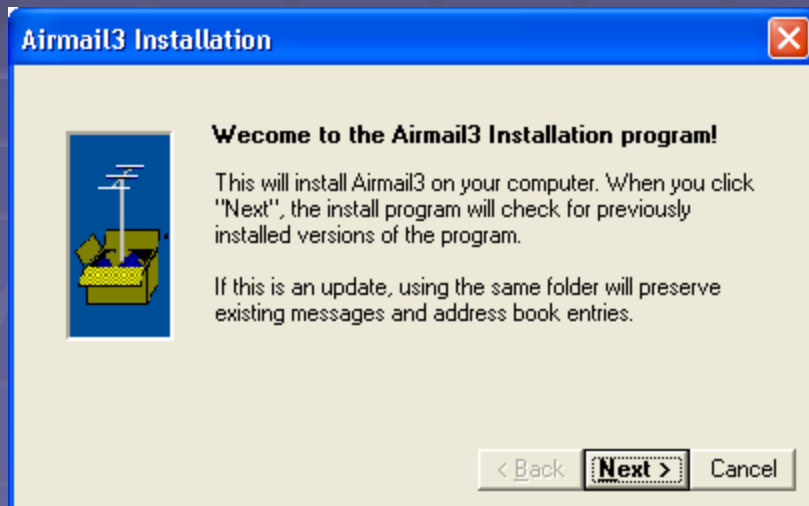 Airmail3 Installation
Wecome to the Airmail3 Installation program!
This will install Airmail3 on your computer. When you click
"Next", the install program will check for previously
installed versions of the program.
If this is an update, using the same folder will preserve
existing messages and address book entries.
< Back Next > Cancel